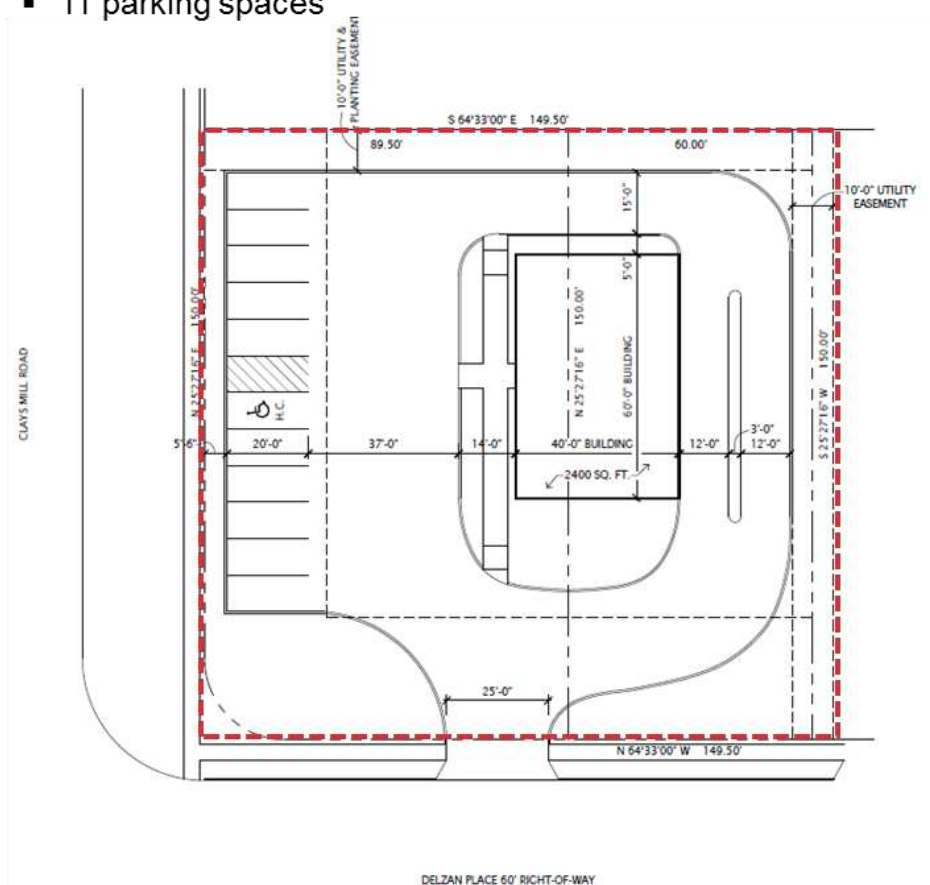 ▪ 11 parking spaces
10'-0" UTILITY &
PLANTING EASEMENT
S 64°33'00" E 149.50'
89.50'
60.00'
10'-0" UTILITY
EASEMENT
15'-0"
5'-0"
N 25°27'16" E 150.00'
N 25°27'16" E 150.00'
60'-0" BUILDING
S 25°27'16" W 150.00'
CLAYS MILL ROAD
H.C.
5'-6"
20'-0"
37'-0"
14'-0"
40'-0" BUILDING
12'-0"
3'-0"
12'-0"
2400 SQ. FT.
25'-0"
N 64°33'00" W 149.50'
DELZAN PLACE 60' RIGHT-OF-WAY